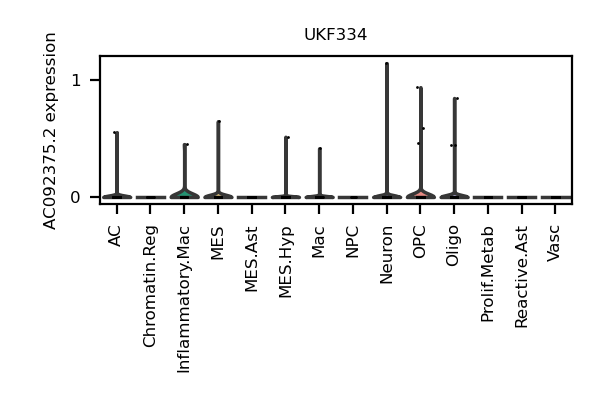 UKF334
AC092375.2 expression
1
0
AC
Chromatin.Reg
Inflammatory.Mac
MES
MES.Ast
MES.Hyp
Mac
NPC
Neuron
OPC
Oligo
Prolif.Metab
Reactive.Ast
Vasc